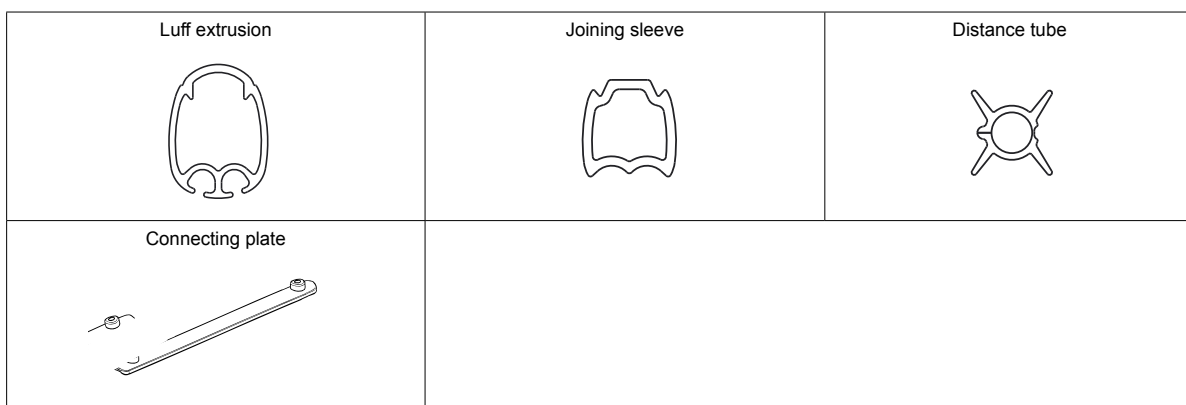 Luff extrusion
Joining sleeve
Distance tube
Connecting plate